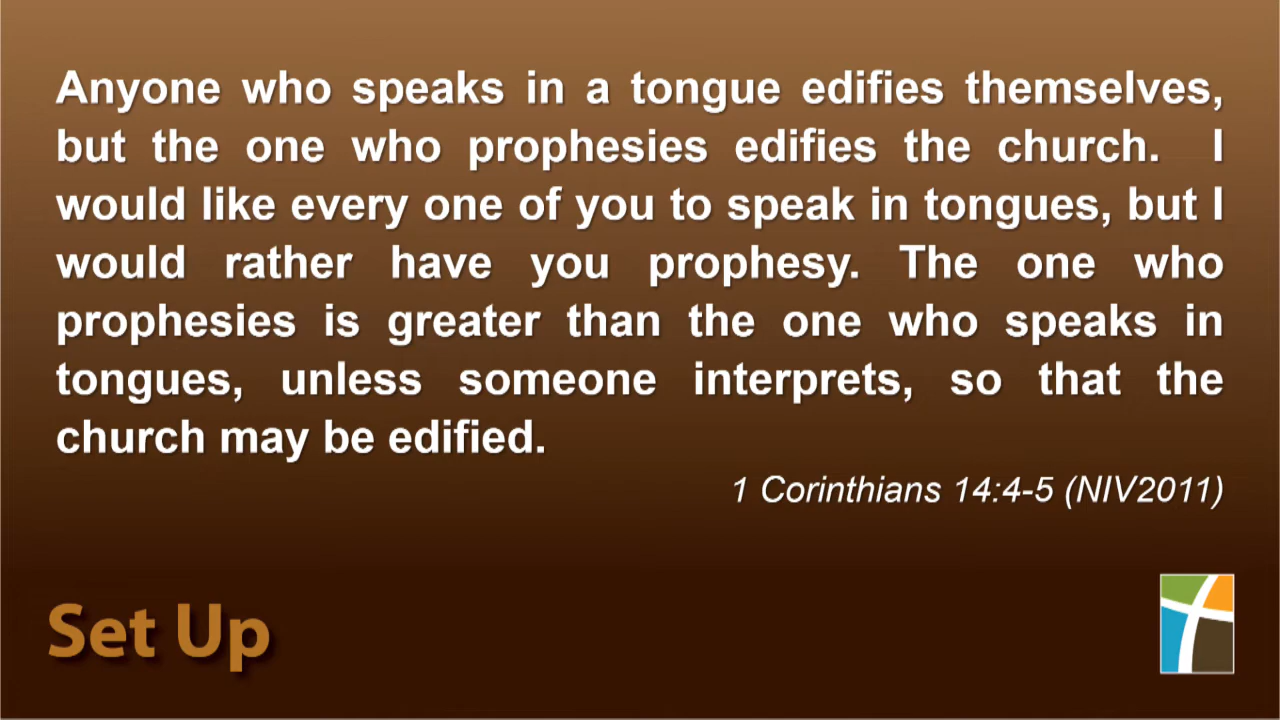 Anyone who speaks in a tongue edifies themselves,
but the one who prophesies edifies the church. I
would like every one of you to speak in tongues, but I
would rather have you prophesy. The one who
prophesies is greater than the one who speaks in
tongues, unless someone interprets, so that the
church may be edified.
1 Corinthians 14:4-5 (NIV2011)
Set Up